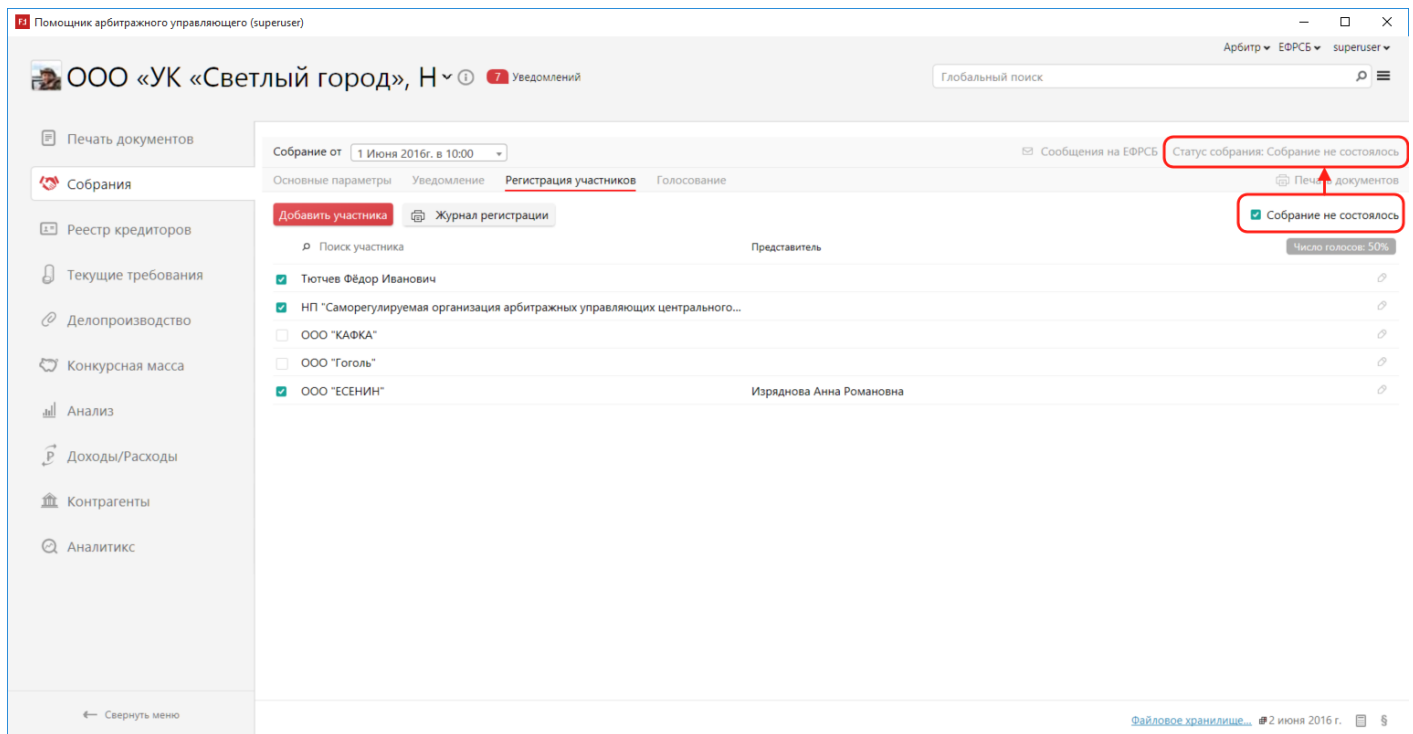 Помощник арбитражного управляющего (superuser)
Арбитр ЕФРСБ superuser
ООО «УК «Светлый город», Н 7 Уведомлений
Глобальный поиск
Печать документов
Собрания
Реестр кредиторов
Текущие требования
Делопроизводство
Конкурсная масса
Анализ
Доходы/Расходы
Контрагенты
Аналитикс
Свернуть меню
Собрание от 1 Июня 2016г. в 10:00
Сообщения на ЕФРСБ Статус собрания: Собрание не состоялось
Основные параметры Уведомление Регистрация участников Голосование
Печать документов
Добавить участника Журнал регистрации
Собрание не состоялось
Поиск участника Представитель Число голосов: 50%
Тютчев Фёдор Иванович
НП "Саморегулируемая организация арбитражных управляющих центрального...
ООО "КАФКА"
ООО "Гоголь"
ООО "ЕСЕНИН" Изряднова Анна Романовна
Файловое хранилище... 2 июня 2016 г. §